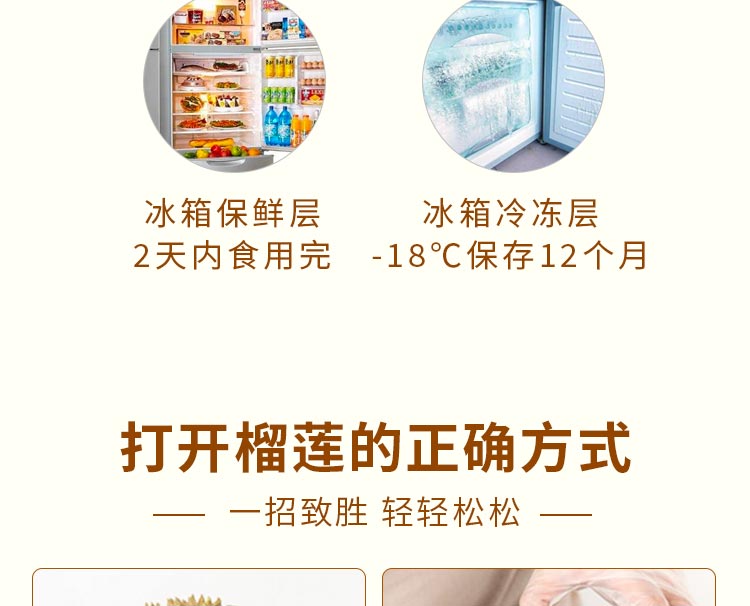 冰箱保鲜层
2天内食用完
冰箱冷冻层
-18℃保存12个月
打开榴莲的正确方式
一招致胜 轻轻松松